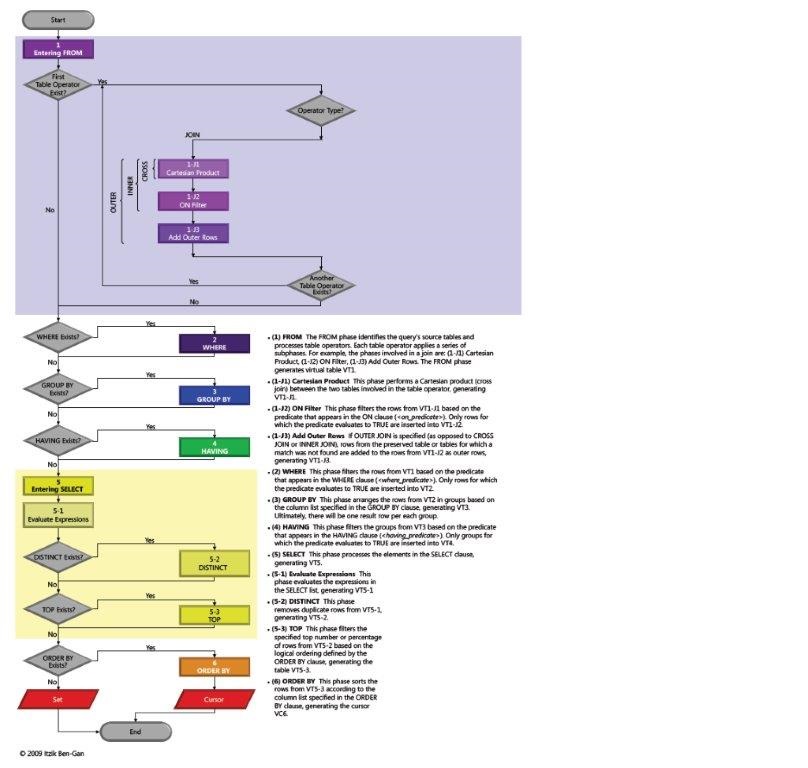 Start
1
Entering FROM
First
Table Operator
Exist?
Yes
Operator Type?
JOIN
1-J1
Cartesian Product
CROSS
INNER
OUTER
1-J2
ON Filter
No
1-J3
Add Outer Rows
Another
Table Operator
Exists?
Yes
No
WHERE Exists?
Yes
2
WHERE
No
GROUP BY
Exists?
Yes
3
GROUP BY
No
HAVING Exists?
Yes
4
HAVING
No
5
Entering SELECT
5-1
Evaluate Expressions
DISTINCT Exists?
Yes
5-2
DISTINCT
No
TOP Exists?
Yes
5-3
TOP
No
ORDER BY
Exists?
Yes
6
ORDER BY
No
Set
Cursor
End
• (1) FROM The FROM phase identifies the query's source tables and
processes table operators. Each table operator applies a series of
subphases. For example, the phases involved in a join are: (1-J1) Cartesian
Product, (1-J2) ON Filter, (1-J3) Add Outer Rows. The FROM phase
generates virtual table VT1.
• (1-J1) Cartesian Product This phase performs a Cartesian product (cross
join) between the two tables involved in the table operator, generating
VT1-J1.
• (1-J2) ON Filter This phase filters the rows from VT1-J1 based on the
predicate that appears in the ON clause (<on_predicate>). Only rows for
which the predicate evaluates to TRUE are inserted into VT1-J2.
• (1-J3) Add Outer Rows If OUTER JOIN is specified (as opposed to CROSS
JOIN or INNER JOIN), rows from the preserved table or tables for which a
match was not found are added to the rows from VT1-J2 as outer rows,
generating VT1-J3.
• (2) WHERE This phase filters the rows from VT1 based on the predicate
that appears in the WHERE clause (<where_predicate>). Only rows for which
the predicate evaluates to TRUE are inserted into VT2.
• (3) GROUP BY This phase arranges the rows from VT2 in groups based on
the column list specified in the GROUP BY clause, generating VT3.
Ultimately, there will be one result row per each group.
• (4) HAVING This phase filters the groups from VT3 based on the predicate
that appears in the HAVING clause (<having_predicate>). Only groups for
which the predicate evaluates to TRUE are inserted into VT4.
• (5) SELECT This phase processes the elements in the SELECT clause,
generating VT5.
• (5-1) Evaluate Expressions This
phase evaluates the expressions in
the SELECT list, generating VT5-1
• (5-2) DISTINCT This phase
removes duplicate rows from VT5-1,
generating VT5-2.
• (5-3) TOP This phase filters the
specified top number or percentage
of rows from VT5-2 based on the
logical ordering defined by the
ORDER BY clause, generating the
table VT5-3.
• (6) ORDER BY This phase sorts the
rows from VT5-3 according to the
column list specified in the ORDER
BY clause, generating the cursor
VC6.
© 2009 Itzik Ben-Gan